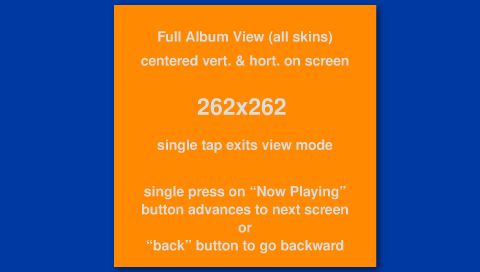 Full Album View (all skins)
centered vert. & hort. on screen
262x262
single tap exits view mode
single press on “Now Playing”
button advances to next screen
or
“back” button to go backward